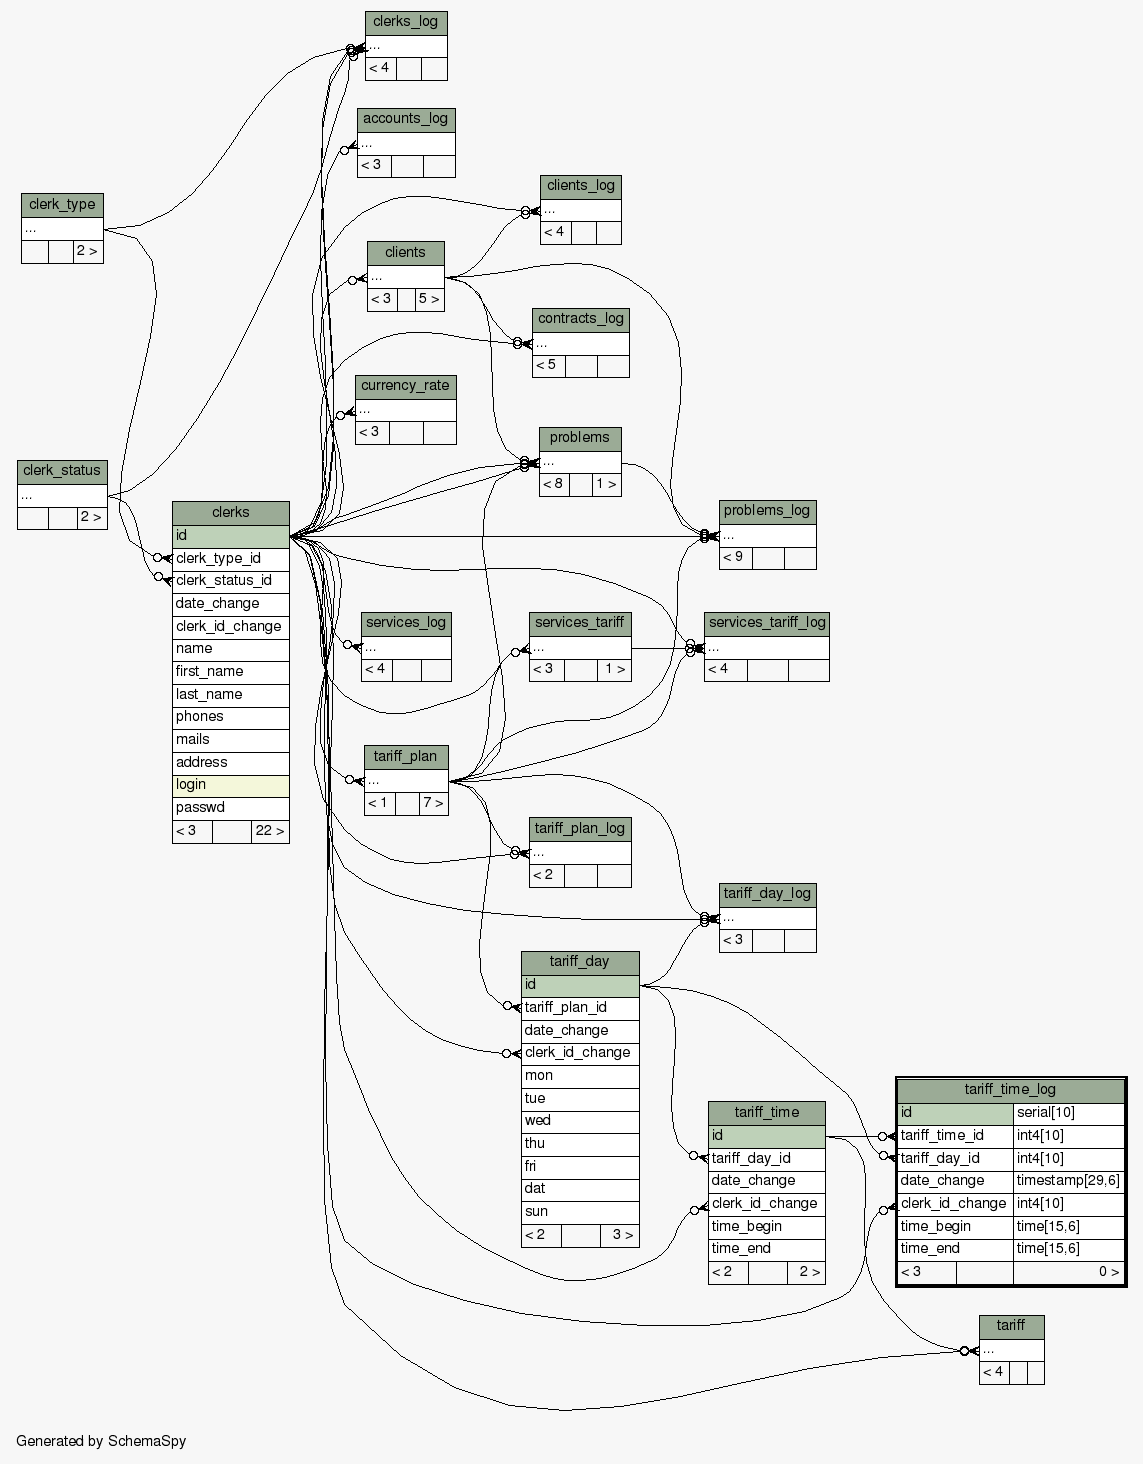 clerks_log
...
< 4
accounts_log
...
< 3
clients_log
...
< 4
clerk_type
...
2 >
clients
...
< 3 5 >
contracts_log
...
< 5
currency_rate
...
< 3
problems
...
< 8 1 >
clerk_status
...
2 >
clerks
id
clerk_type_id
clerk_status_id
date_change
clerk_id_change
name
first_name
last_name
phones
mails
address
login
passwd
< 3 22 >
problems_log
...
< 9
services_log
...
< 4
services_tariff
...
< 3 1 >
services_tariff_log
...
< 4
tariff_plan
...
< 1 7 >
tariff_plan_log
...
< 2
tariff_day_log
...
< 3
tariff_day
id
tariff_plan_id
date_change
clerk_id_change
mon
tue
wed
thu
fri
dat
sun
< 2 3 >
tariff_time
id
tariff_day_id
date_change
clerk_id_change
time_begin
time_end
< 2 2 >
tariff_time_log
id serial[10]
tariff_time_id int4[10]
tariff_day_id int4[10]
date_change timestamp[29,6]
clerk_id_change int4[10]
time_begin time[15,6]
time_end time[15,6]
< 3 0 >
tariff
...
< 4
Generated by SchemaSpy